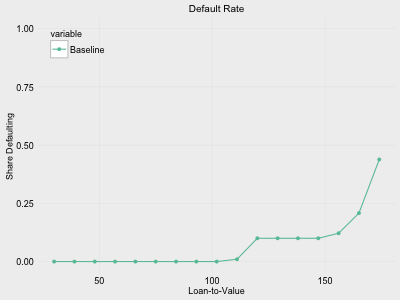 Default Rate
1.00
0.75
0.50
0.25
0.00
Share Defaulting
variable
Baseline
50
100
150
Loan-to-Value